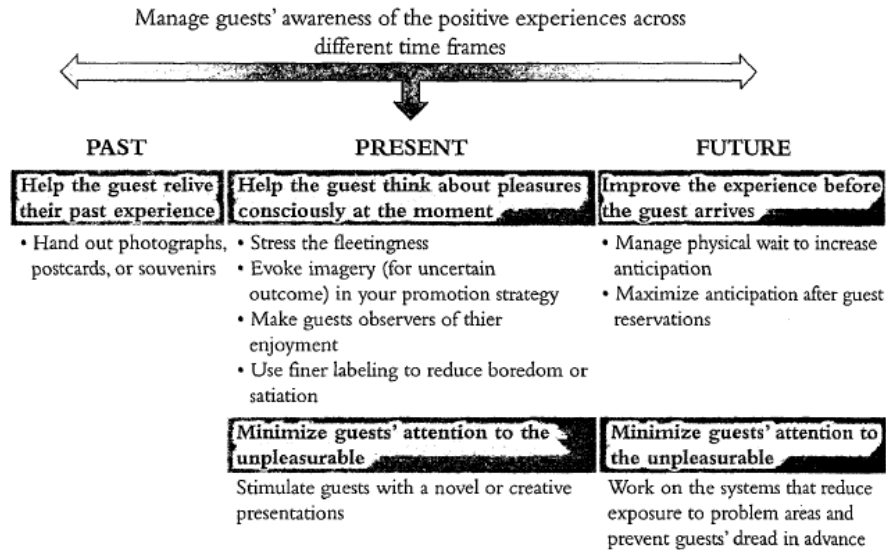 Manage guests' awareness of the positive experiences across
different time frames
PAST
Help the guest relive
their past experience
• Hand out photographs,
postcards, or souvenirs
PRESENT
Help the guest think about pleasures
consciously at the moment
• Stress the fleetingness
• Evoke imagery (for uncertain
outcome) in your promotion strategy
• Make guests observers of thier
enjoyment
• Use finer labeling to reduce boredom or
satiation
Minimize guests' attention to the
unpleasurable
Stimulate guests with a novel or creative
presentations
FUTURE
Improve the experience before
the guest arrives
• Manage physical wait to increase
anticipation
• Maximize anticipation after guest
reservations
Minimize guests' attention to
the unpleasurable
Work on the systems that reduce
exposure to problem areas and
prevent guests' dread in advance